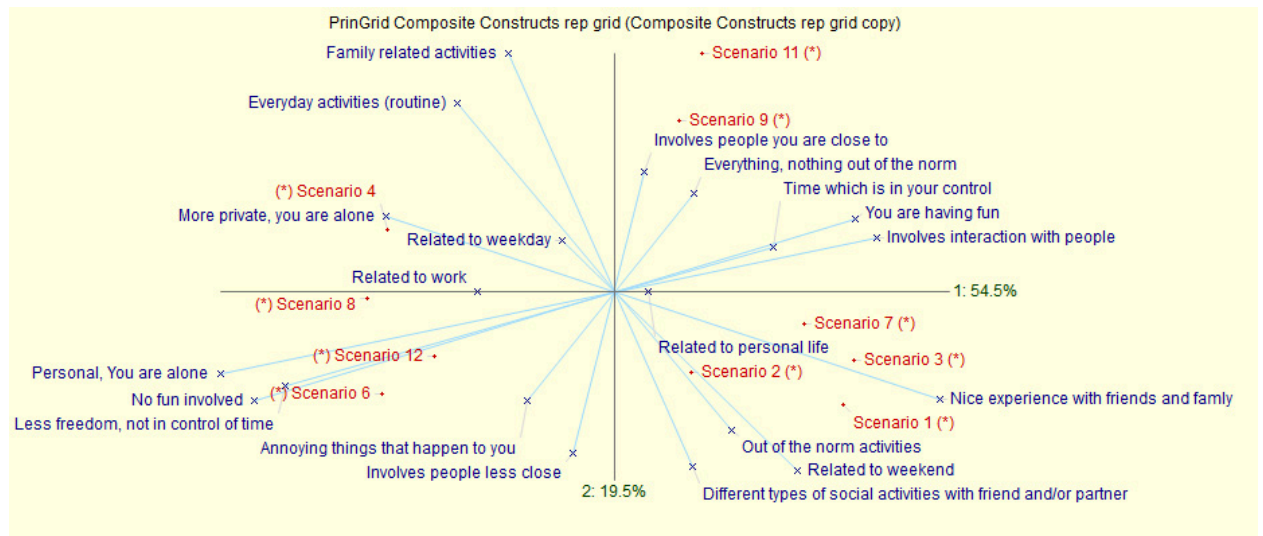 PrinGrid Composite Constructs rep grid (Composite Constructs rep grid copy)
Family related activities
Scenario 11 (*)
Everyday activities (routine)
Scenario 9 (*)
Involves people you are close to
Everything, nothing out of the norm
(*) Scenario 4
Time which is in your control
More private, you are alone
You are having fun
Related to weekday
Involves interaction with people
Related to work
1: 54.5%
(*) Scenario 8
Scenario 7 (*)
Related to personal life
(*) Scenario 12
Scenario 3 (*)
Personal, You are alone
Scenario 2 (*)
(*) Scenario 6
No fun involved
Nice experience with friends and famly
Less freedom, not in control of time
Scenario 1 (*)
Annoying things that happen to you
Out of the norm activities
Involves people less close
Related to weekend
2: 19.5%
Different types of social activities with friend and/or partner